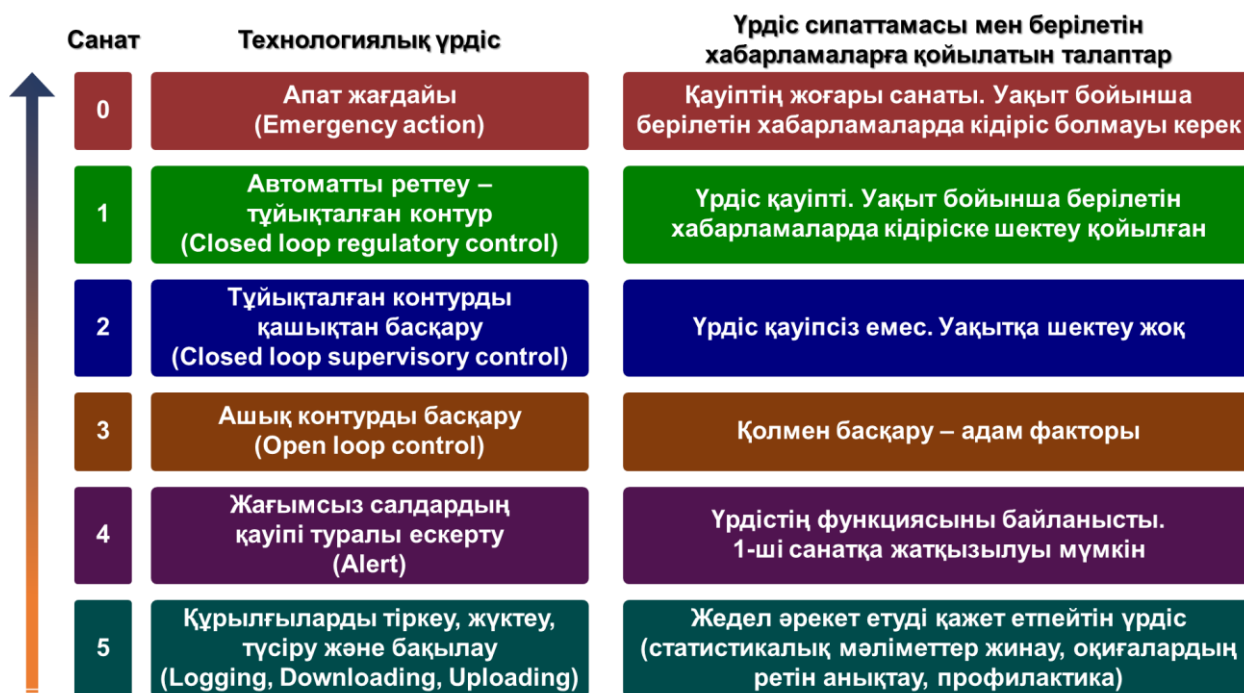 Санат
Технологиялық үрдіс
Үрдіс сипаттамасы мен берілетін
хабарламаларға қойылатын талаптар
0
Апат жағдайы
(Emergency action)
Қауіптің жоғары санаты. Уақыт бойынша
берілетін хабарламаларда кідіріс болмауы керек
1
Автоматты реттеу –
тұйықталған контур
(Closed loop regulatory control)
Үрдіс қауіпті. Уақыт бойынша берілетін
хабарламаларда кідіріске шектеу қойылған
2
Тұйықталған контурды
қашықтан басқару
(Closed loop supervisory control)
Үрдіс қауіпсіз емес. Уақытқа шектеу жоқ
3
Ашық контурды басқару
(Open loop control)
Қолмен басқару – адам факторы
4
Жағымсыз салдардың
қауіпі туралы ескерту
(Alert)
Үрдістің функциясыны байланысты.
1-ші санатқа жатқызылуы мүмкін
5
Құрылғыларды тіркеу, жүктеу,
түсіру және бақылау
(Logging, Downloading, Uploading)
Жедел әрекет етуді қажет етпейтін үрдіс
(статистикалық мәліметтер жинау, оқиғалардың
ретін анықтау, профилактика)